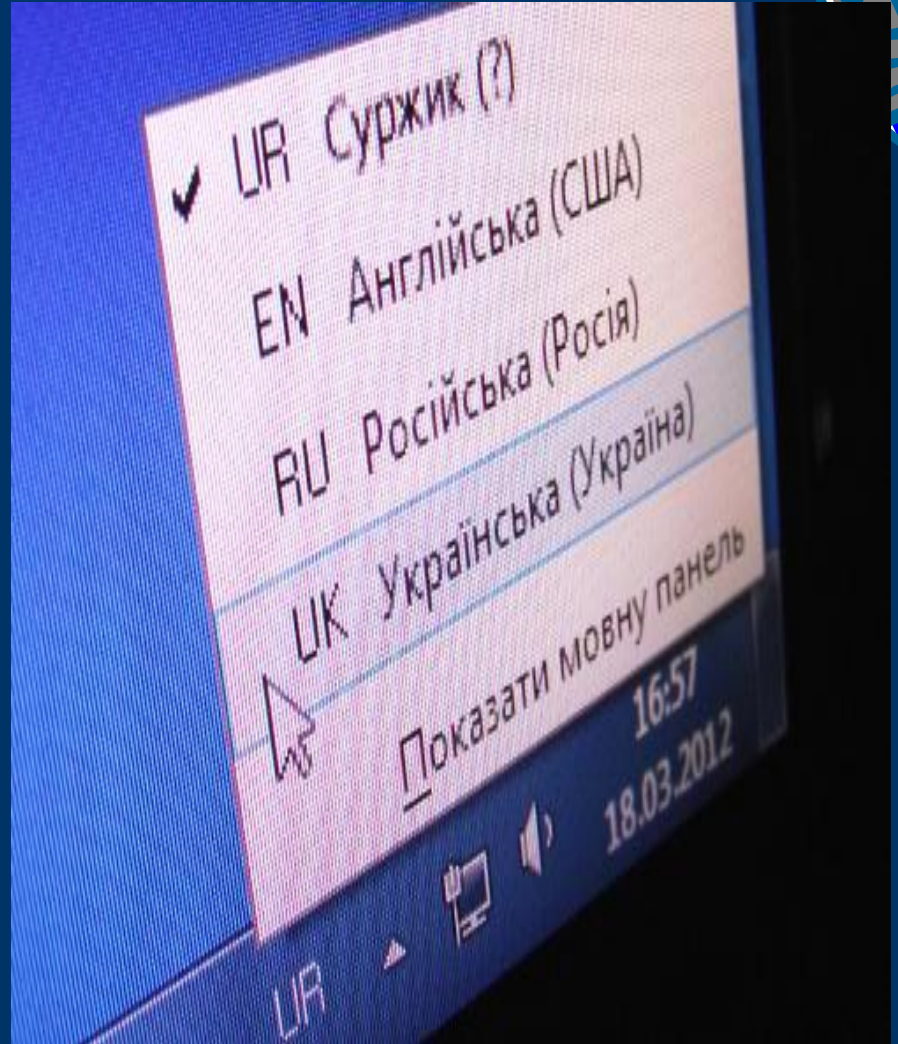 ✔ UR Суржик (?)
EN Англійська (США)
RU Російська (Росія)
UK Українська (Україна)
Показати мовну панель
16:57
18.03.2012
UR